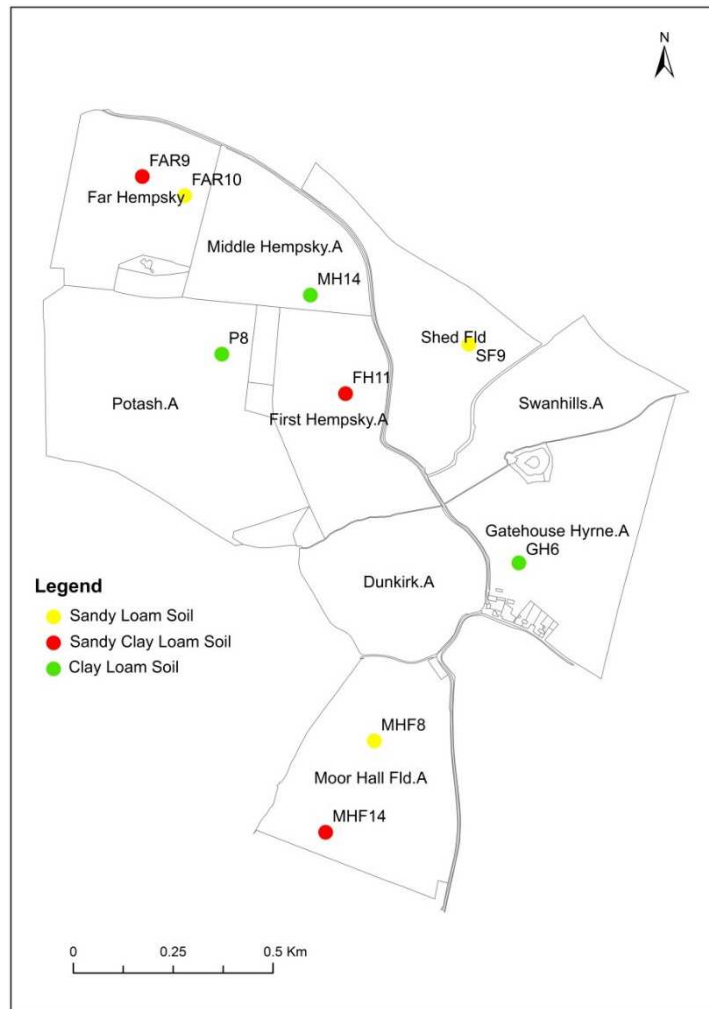 N
FAR9
FAR10
Far Hempsky
Middle Hempsky.A
MH14
Shed Fld
SF9
P8
FH11
Swanhills.A
Potash.A
First Hempsky.A
Gatehouse Hyrne.A
GH6
Dunkirk.A
Legend
Sandy Loam Soil
Sandy Clay Loam Soil
Clay Loam Soil
MHF8
Moor Hall Fld.A
MHF14
0 0.25 0.5 Km